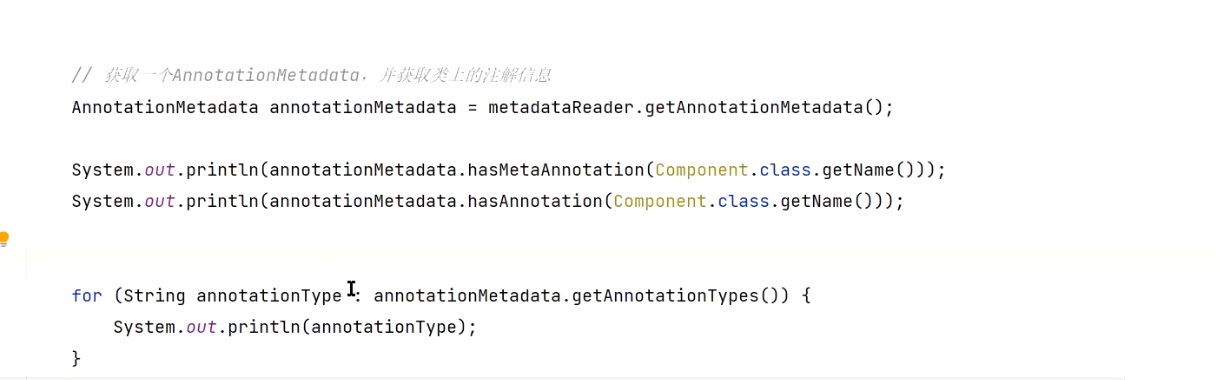 // 获取一个AnnotationMetadata，并获取类上的注解信息
AnnotationMetadata annotationMetadata = metadataReader.getAnnotationMetadata();
System.out.println(annotationMetadata.hasMetaAnnotation(Component.class.getName()));
System.out.println(annotationMetadata.hasAnnotation(Component.class.getName()));
for (String annotationType : annotationMetadata.getAnnotationTypes()) {
    System.out.println(annotationType);
}